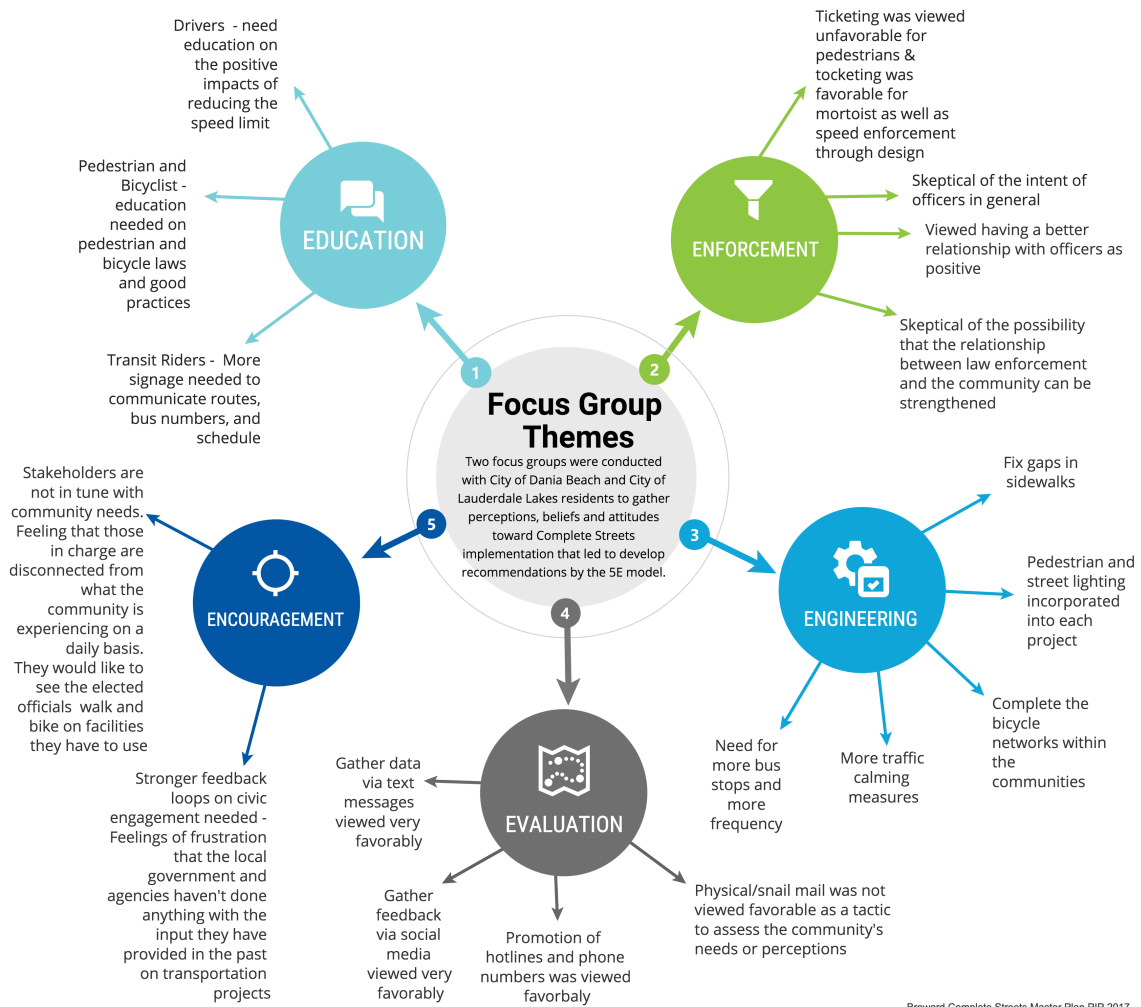 Focus Group
Themes
Two focus groups were conducted
with City of Dania Beach and City of
Lauderdale Lakes residents to gather
perceptions, beliefs and attitudes
toward Complete Streets
implementation that led to develop
recommendations by the 5E model.
1
EDUCATION
Drivers - need
education on
the positive
impacts of
reducing the
speed limit
Pedestrian and
Bicyclist -
education
needed on
pedestrian and
bicycle laws
and good
practices
Transit Riders - More
signage needed to
communicate routes,
bus numbers, and
schedule
2
ENFORCEMENT
Ticketing was viewed
unfavorable for
pedestrians &
tocketing was
favorable for
mortoist as well as
speed enforcement
through design
Skeptical of the intent of
officers in general
Viewed having a better
relationship with officers as
positive
Skeptical of the possibility
that the relationship
between law enforcement
and the community can be
strengthened
3
ENGINEERING
Fix gaps in
sidewalks
Pedestrian and
street lighting
incorporated
into each
project
Complete the
bicycle
networks within
the
communities
More traffic
calming
measures
Need for
more bus
stops and
more
frequency
4
EVALUATION
Gather data
via text
messages
viewed very
favorably
Gather
feedback
via social
media
viewed very
favorably
Promotion of
hotlines and phone
numbers was viewed
favorbaly
Physical/snail mail was not
viewed favorable as a tactic
to assess the community's
needs or perceptions
5
ENCOURAGEMENT
Stakeholders are
not in tune with
community needs.
Feeling that those
in charge are
disconnected from
what the
community is
experiencing on a
daily basis.
They would like to
see the elected
officials walk and
bike on facilities
they have to use
Stronger feedback
loops on civic
engagement needed -
Feelings of frustration
that the local
government and
agencies haven't done
anything with the
input they have
provided in the past
on transportation
projects
Broward Complete Streets Master Plan PIP 2017